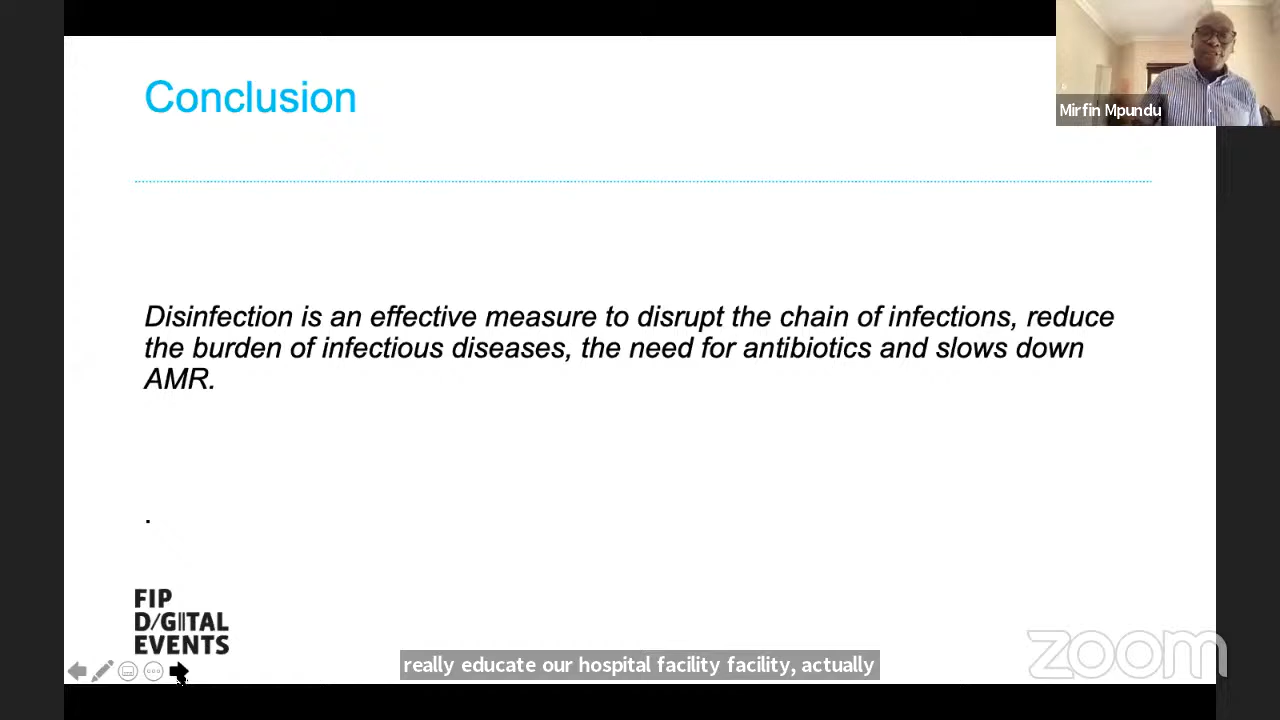 Conclusion
Mirfin Mpundu
Disinfection is an effective measure to disrupt the chain of infections, reduce
the burden of infectious diseases, the need for antibiotics and slows down
AMR.
.
FIP
D/GITAL
EVENTS
really educate our hospital facility facility, actually
zoom